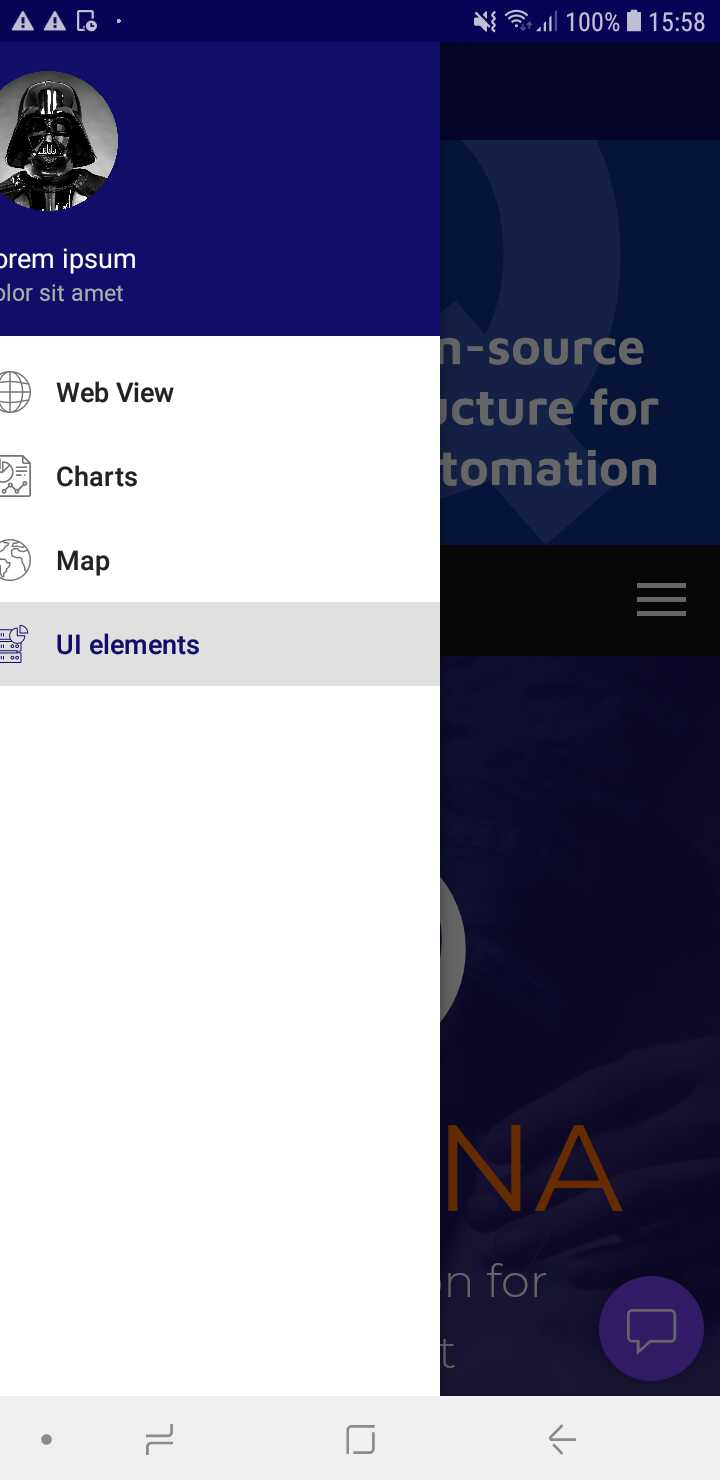 100% 15:58
orem ipsum
olor sit amet
Web View
Charts
Map
UI elements
n-source
ucture for
tomation
NA
on for
t